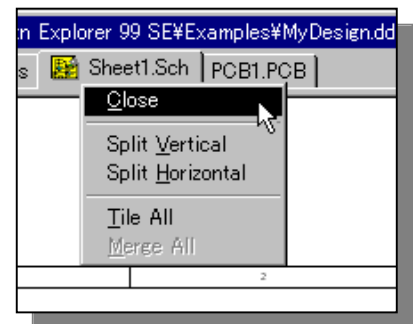 n Explorer 99 SE¥Examples¥MyDesign.dd
s Sheet1.Sch PCB1.PCB
Close
Split Vertical
Split Horizontal
Tile All
Merge All
2